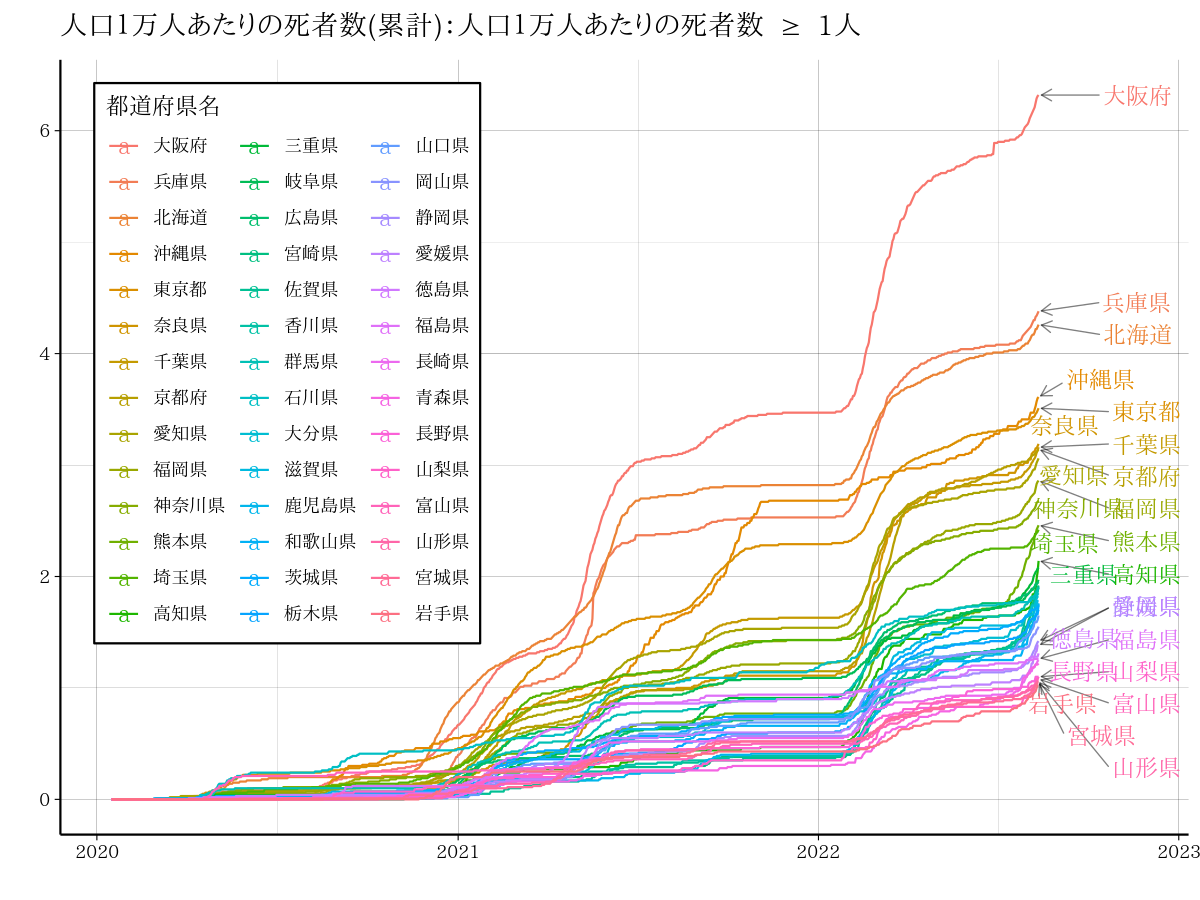 人口1万人あたりの死者数(累計):人口1万人あたりの死者数 ≥ 1人
都道府県名
a 大阪府 a 三重県 a 山口県
a 兵庫県 a 岐阜県 a 岡山県
a 北海道 a 広島県 a 静岡県
a 沖縄県 a 宮崎県 a 愛媛県
a 東京都 a 佐賀県 a 徳島県
a 奈良県 a 香川県 a 福島県
a 千葉県 a 群馬県 a 長崎県
a 京都府 a 石川県 a 青森県
a 愛知県 a 大分県 a 長野県
a 福岡県 a 滋賀県 a 山梨県
a 神奈川県 a 鹿児島県 a 富山県
a 熊本県 a 和歌山県 a 山形県
a 埼玉県 a 茨城県 a 宮城県
a 高知県 a 栃木県 a 岩手県
6
4
2
0
2020 2021 2022 2023
大阪府
兵庫県
北海道
沖縄県
東京都
奈良県
千葉県
愛知県 京都府
神奈川県 福岡県
埼玉県 熊本県
三重県 高知県
徳島県 福島県
長野県 山梨県
岩手県 富山県
宮城県
山形県